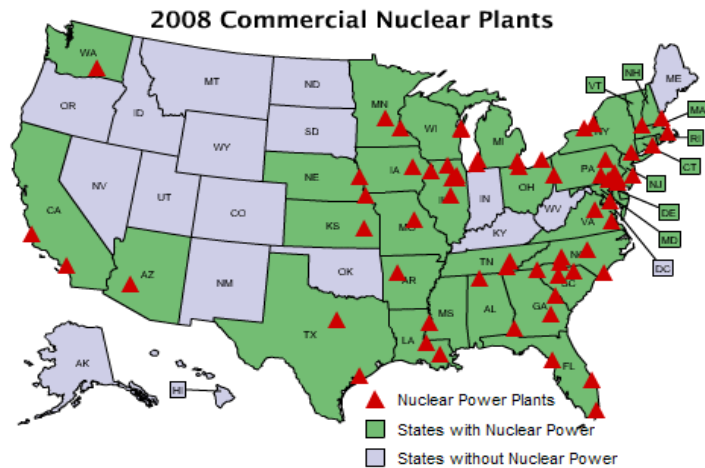 2008 Commercial Nuclear Plants
WA
MT
ND
ME
NH
VT
OR
ID
MN
MA
SD
WI
NY
RI
WY
MI
CT
IA
PA
NE
NV
OH
NJ
UT
IL
IN
CO
WV
DE
CA
KS
MO
KY
VA
MD
DC
NC
TN
OK
AZ
NM
AR
SC
MS
AL
GA
TX
LA
FL
AK
HI
Nuclear Power Plants
States with Nuclear Power
States without Nuclear Power